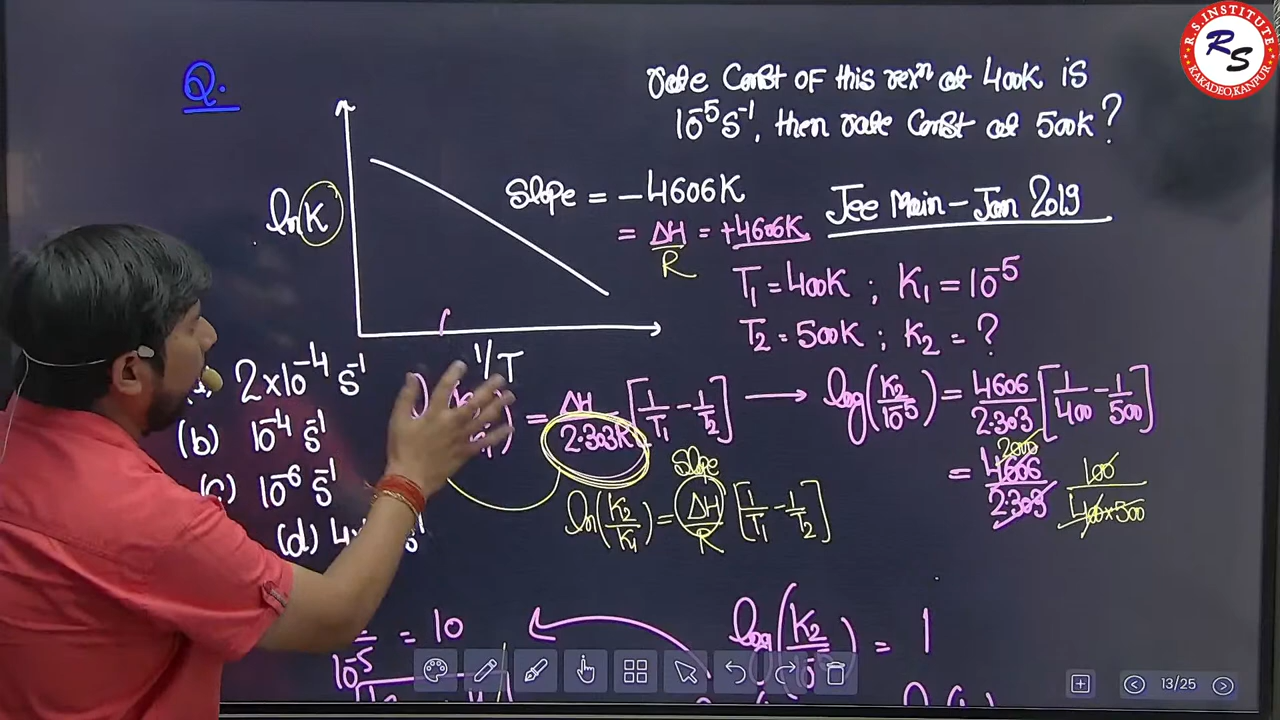 R.S.INSTITUTE
RS
KAKADEO,KANPUR
Q.
rate Const of this rexⁿ at 400K is
10⁻⁵ S⁻¹, then rate Const at 500K?
ln K
1/T
Slope = -4606K
Jee Main - Jan 2019
= ΔH/R = +4606K
T₁ = 400K ; K₁ = 10⁻⁵
T₂ = 500K ; K₂ = ?
(a) 2×10⁻⁴ S⁻¹
(b) 10⁻⁴ S⁻¹
(c) 10⁻⁶ S⁻¹
(d) 4×
= ΔH/2.303R [1/T₁ - 1/T₂] → log(K₂/10⁻⁵) = 4606/2.303 [1/400 - 1/500]
Slope
ln(K₂/K₁) = ΔH/R [1/T₁ - 1/T₂]
2000
= 4606/2.303 100/400×500
10⁻⁵ = 10
log(K₂/10⁻⁵) = 1
13/25